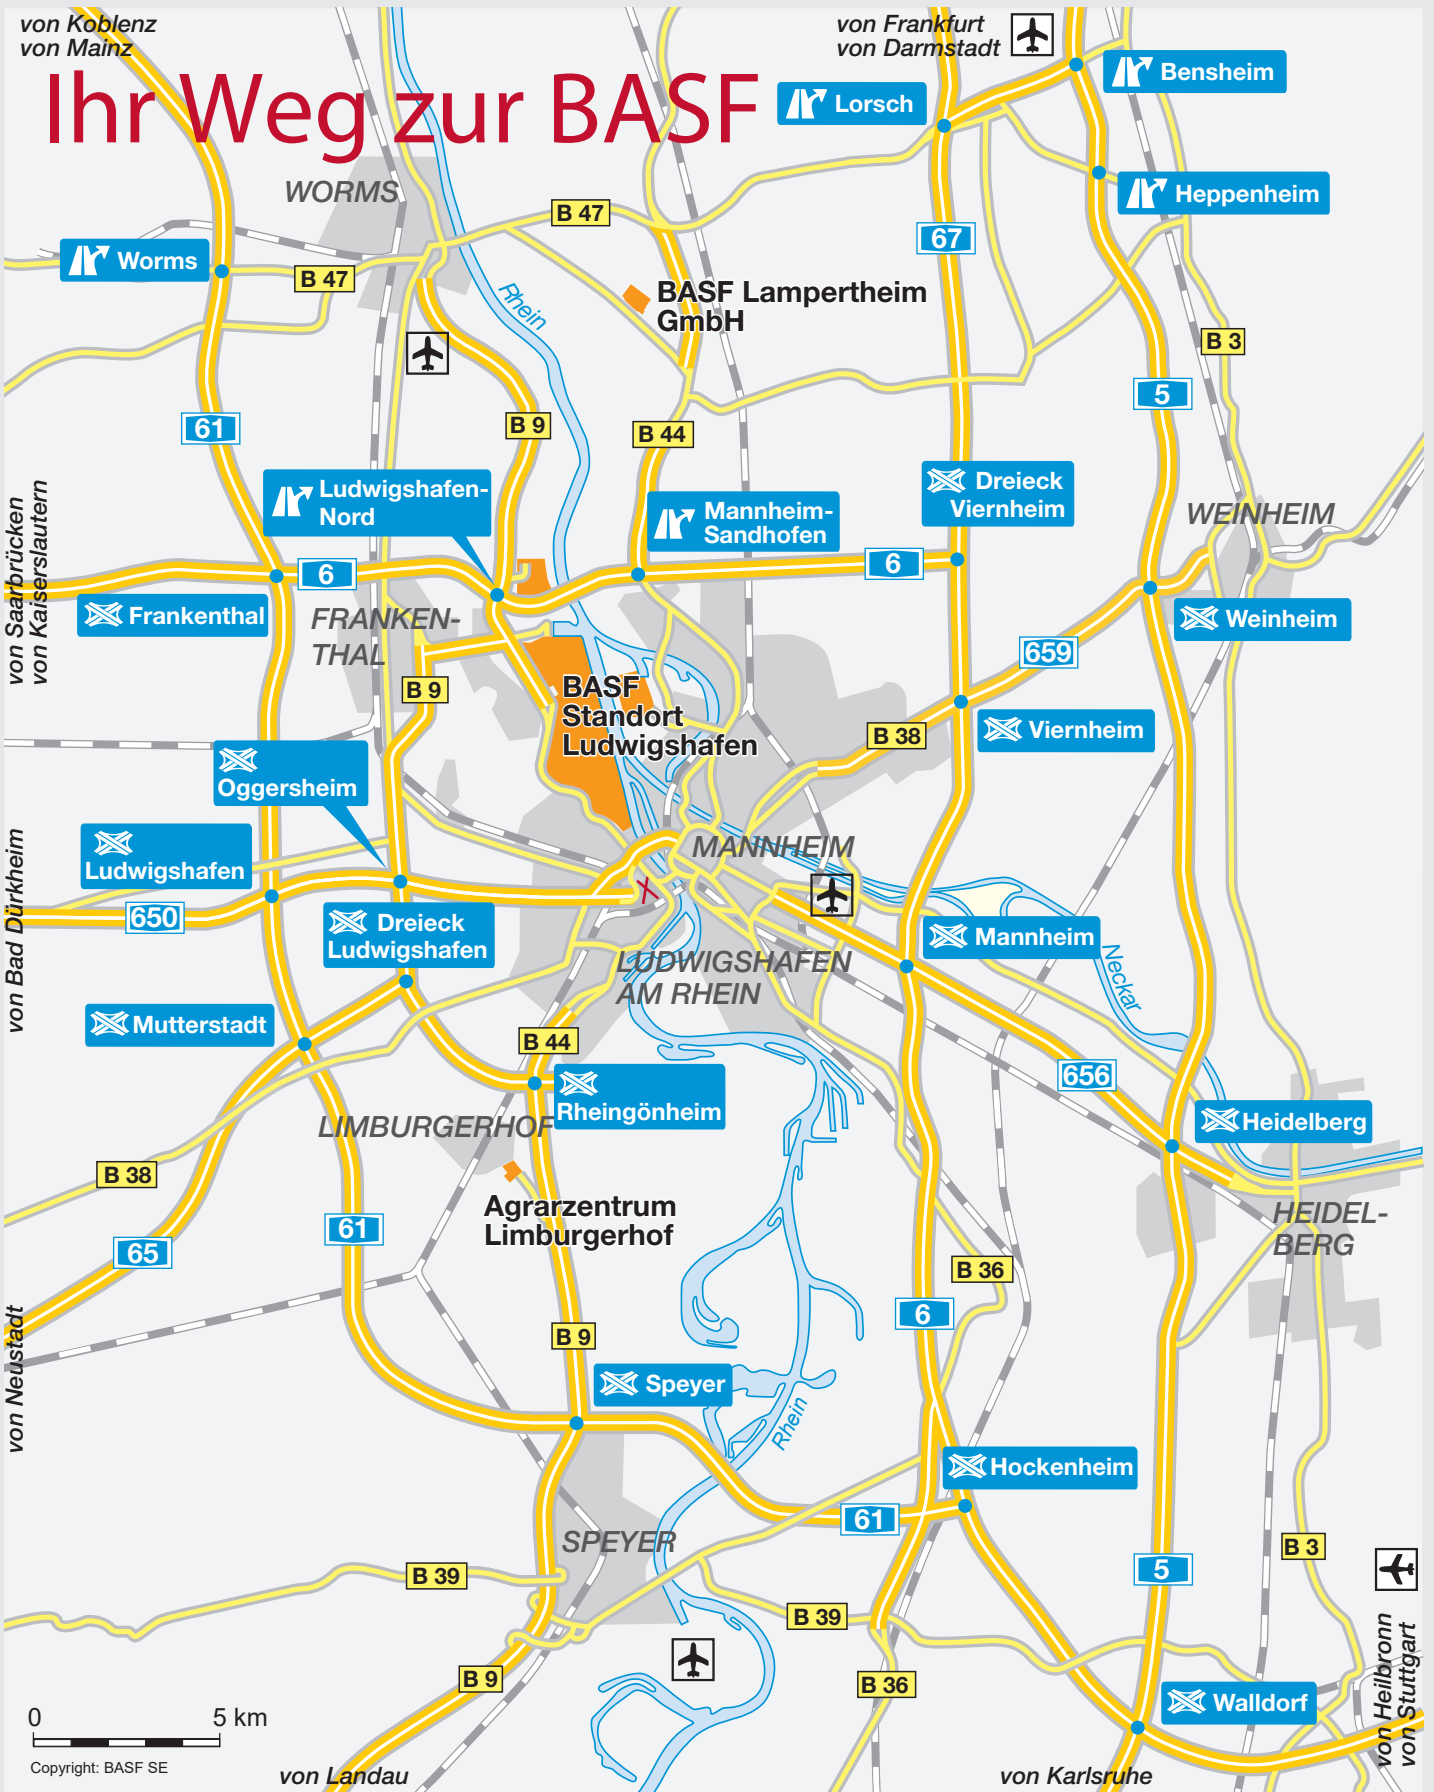 von Koblenz
von Mainz
von Frankfurt
von Darmstadt
Ihr Weg zur BASF
Bensheim
Lorsch
Heppenheim
WORMS
B 47
67
Worms
B 47
Rhein
BASF Lampertheim
GmbH
B 3
5
61
B 9
B 44
von Saarbrücken
von Kaiserslautern
Ludwigshafen-
Nord
Mannheim-
Sandhofen
Dreieck
Viernheim
WEINHEIM
6
6
Frankenthal
FRANKEN-
THAL
Weinheim
659
B 9
BASF
Standort
Ludwigshafen
B 38
Viernheim
Oggersheim
Ludwigshafen
MANNHEIM
650
von Bad Dürkheim
Dreieck
Ludwigshafen
Mannheim
LUDWIGSHAFEN
AM RHEIN
Neckar
Mutterstadt
B 44
656
Rheingönheim
LIMBURGERHOF
Heidelberg
B 38
Agrarzentrum
Limburgerhof
HEIDEL-
BERG
61
65
B 36
6
B 9
von Neustadt
Speyer
Rhein
Hockenheim
61
SPEYER
B 3
B 39
5
B 39
B 9
B 36
Walldorf
von Heilbronn
von Stuttgart
0 5 km
Copyright: BASF SE
von Landau
von Karlsruhe